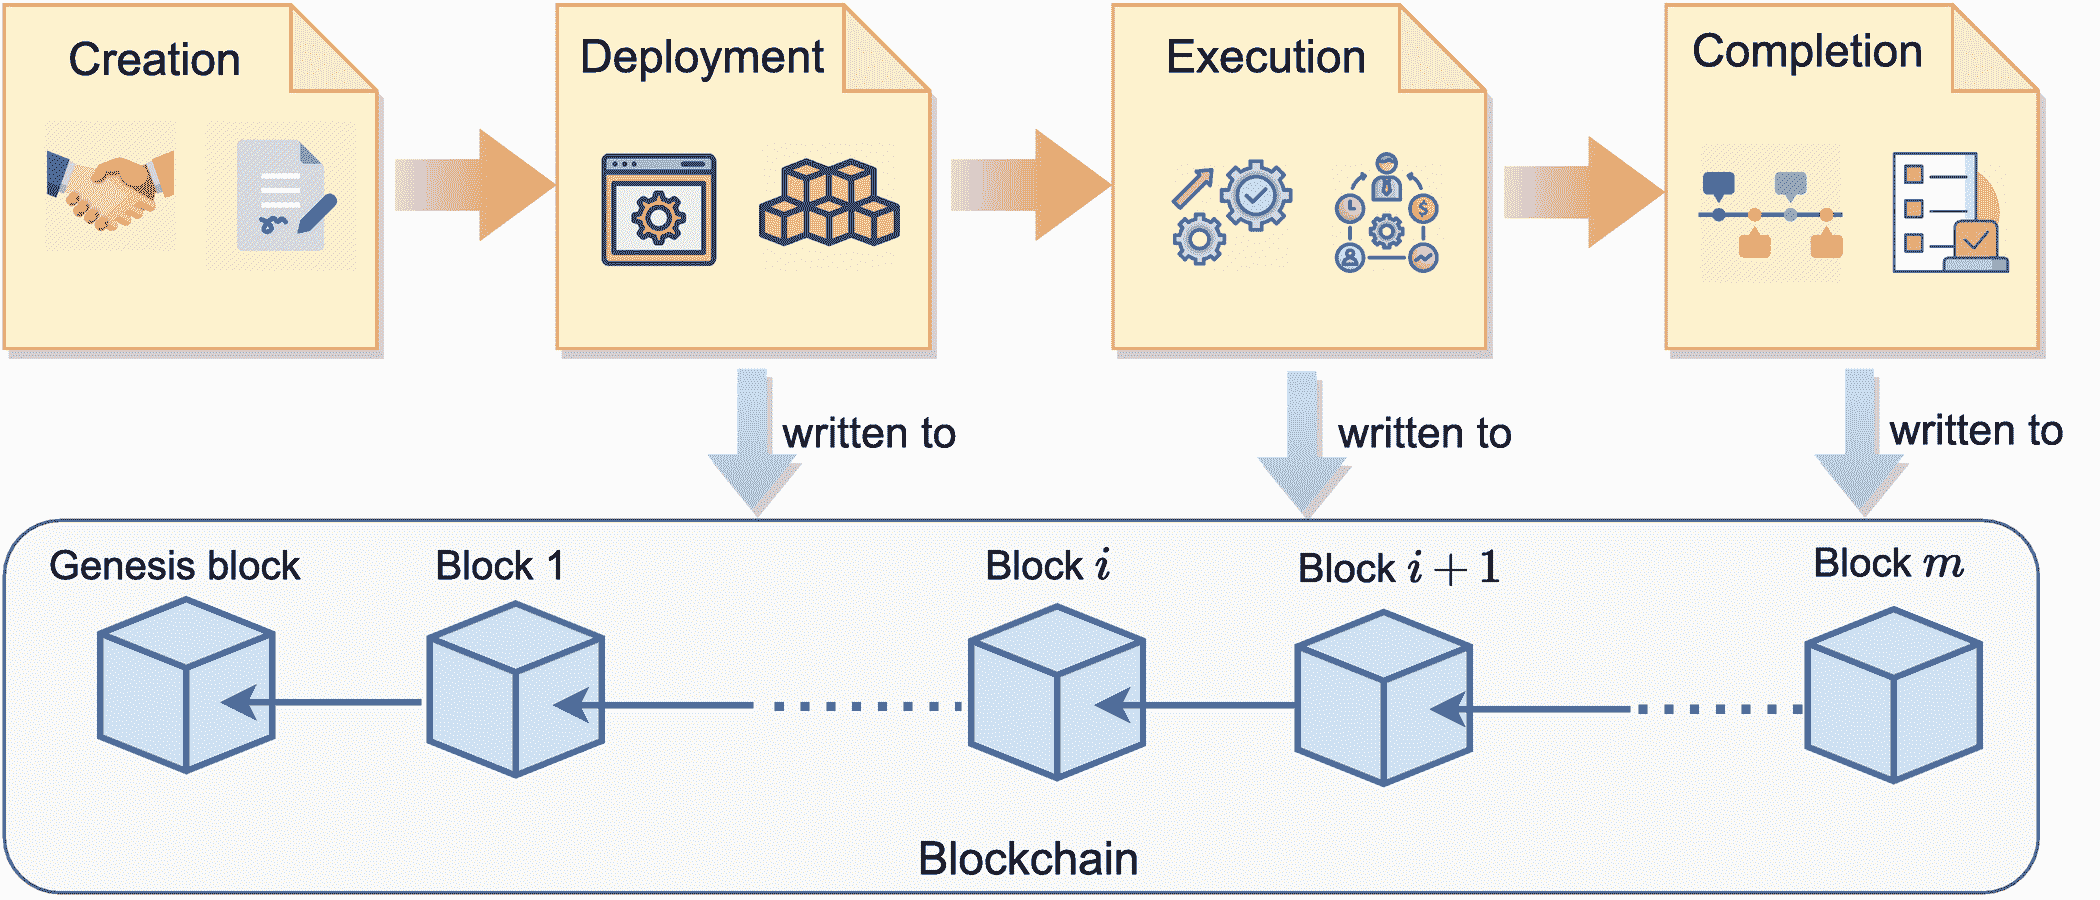 Creation
Deployment
Execution
Completion
written to
written to
written to
Genesis block
Block 1
Block i
Block i + 1
Block m
Blockchain